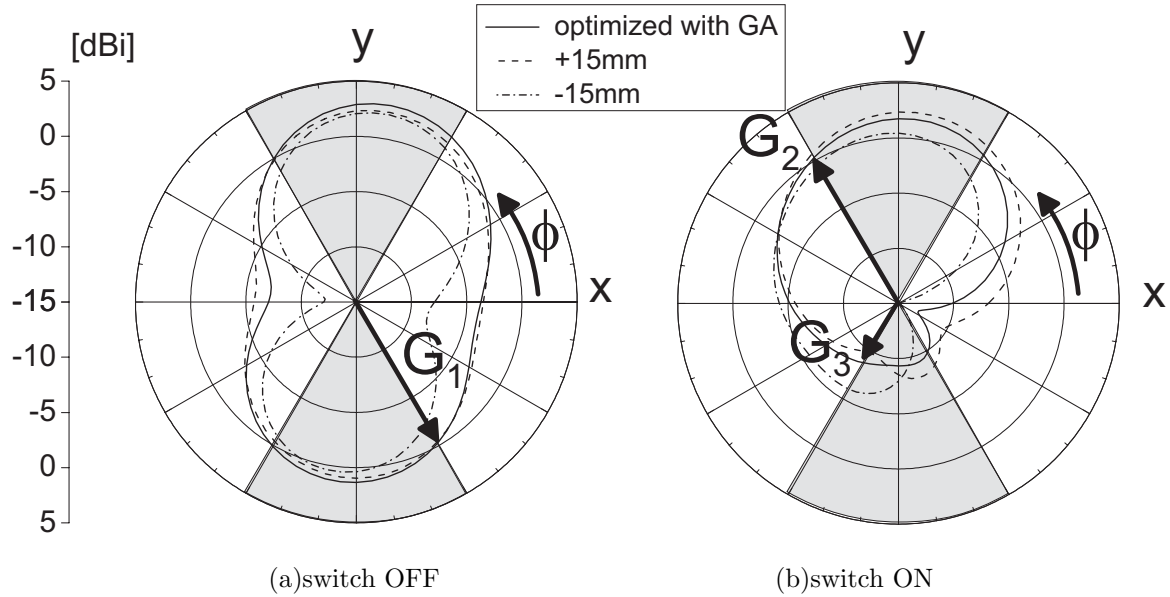 [dBi]
5
0
-5
-10
-15
-10
-5
0
5
y
x
ϕ
G1
optimized with GA
+15mm
-15mm
y
x
ϕ
G2
G3
(a)switch OFF
(b)switch ON